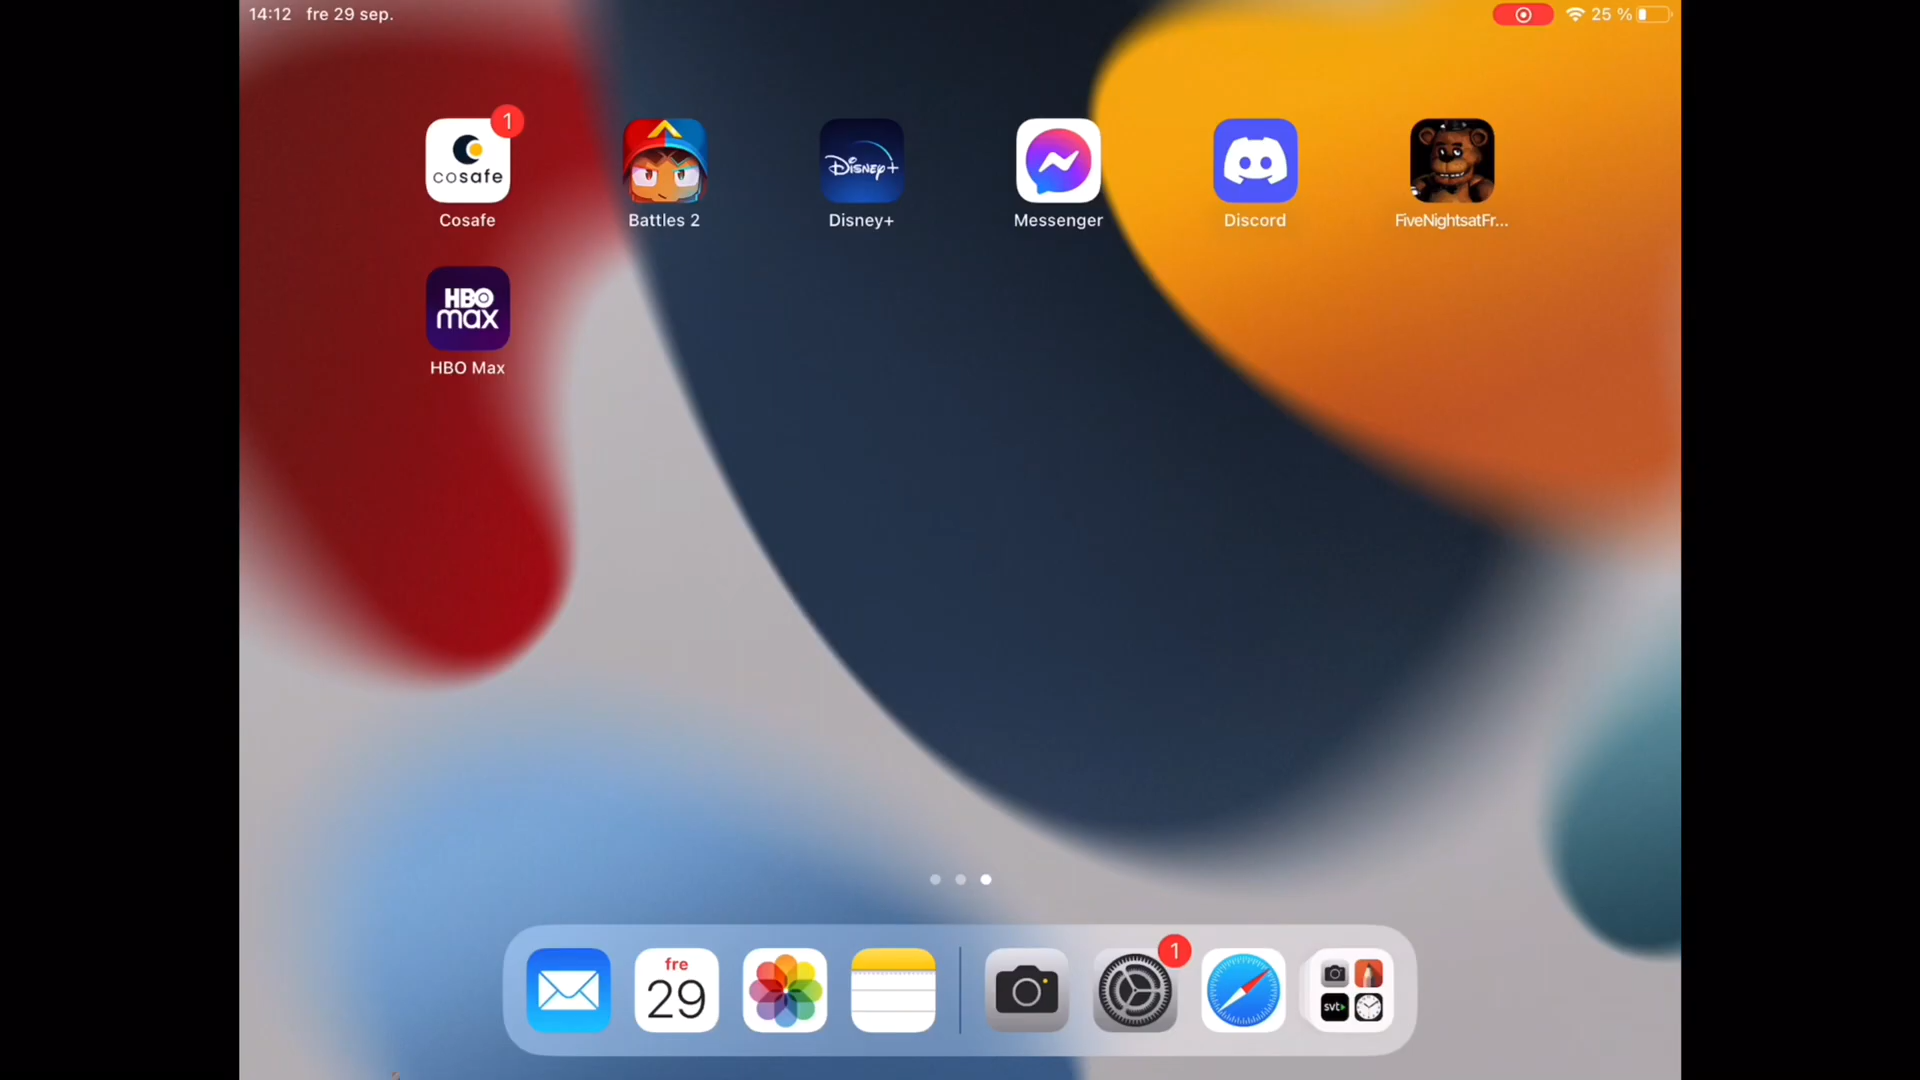 14:12 fre 29 sep.
25 %
1
cosafe
Disney+
Cosafe
Battles 2
Disney+
Messenger
Discord
FiveNightsatFr...
HBO
max
HBO Max
fre
29
1
svt